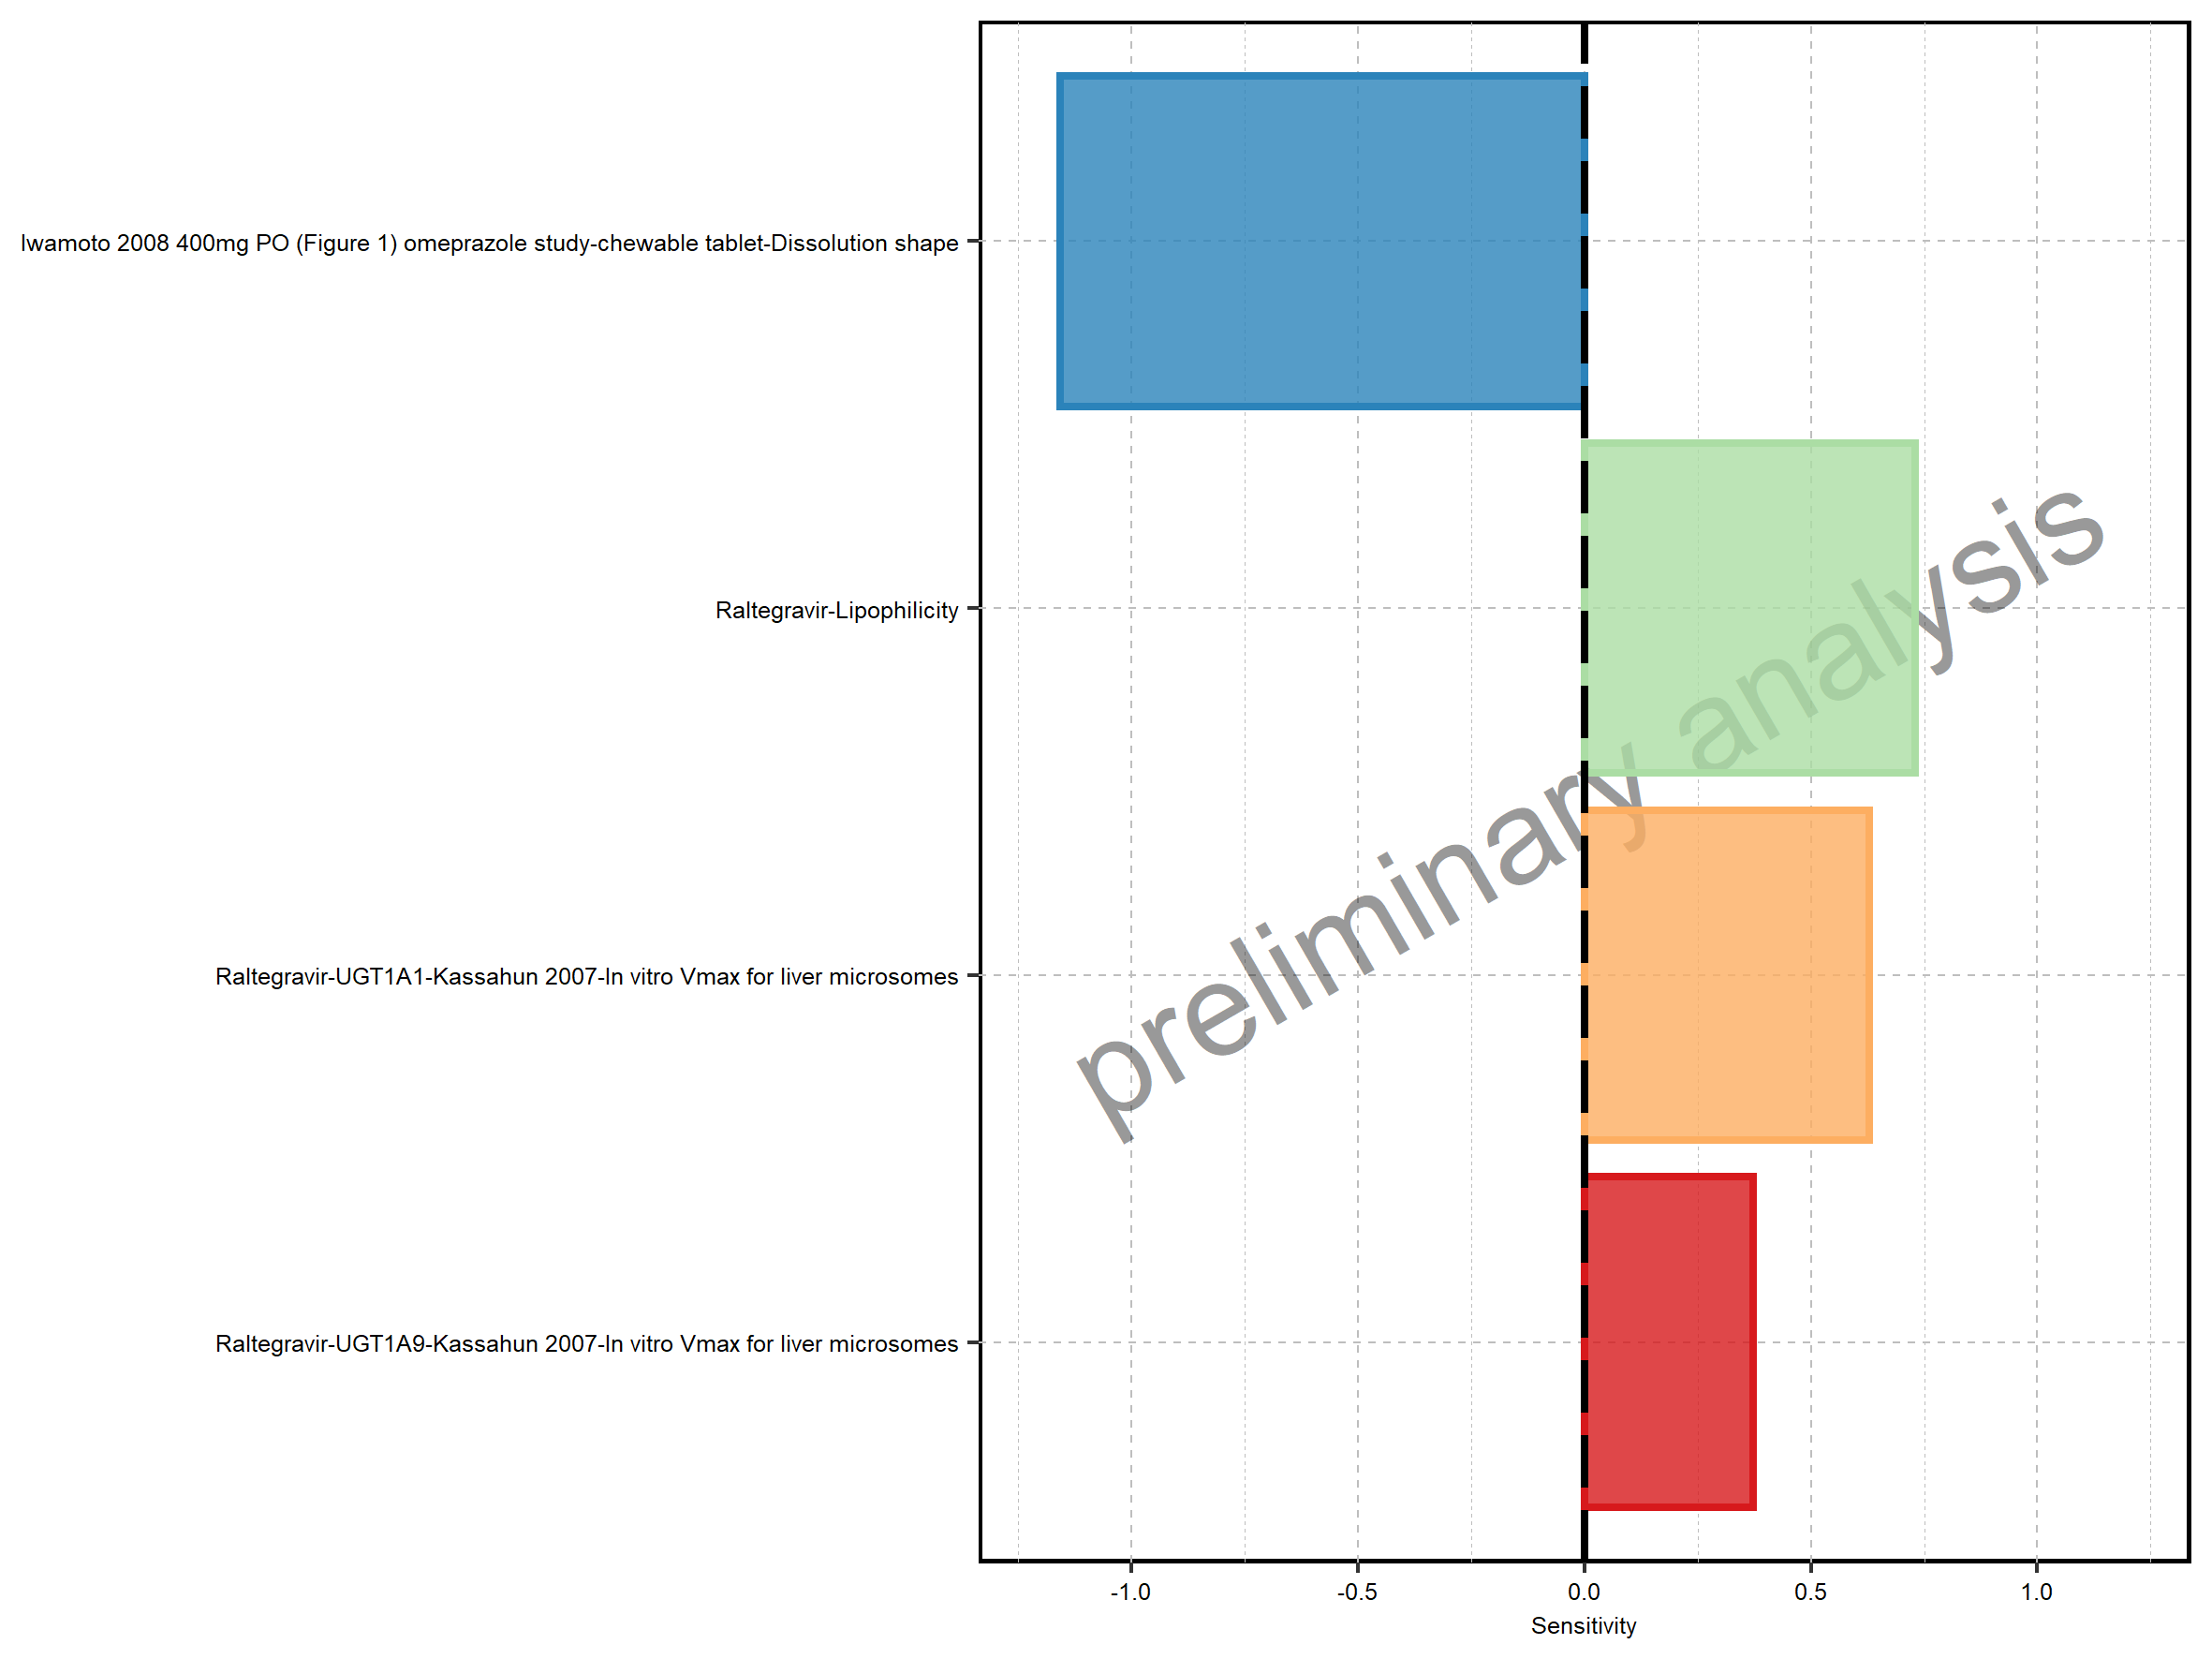 Iwamoto 2008 400mg PO (Figure 1) omeprazole study-chewable tablet-Dissolution shape
Raltegravir-Lipophilicity
Raltegravir-UGT1A1-Kassahun 2007-In vitro Vmax for liver microsomes
Raltegravir-UGT1A9-Kassahun 2007-In vitro Vmax for liver microsomes
preliminary analysis
-1.0 -0.5 0.0 0.5 1.0
Sensitivity